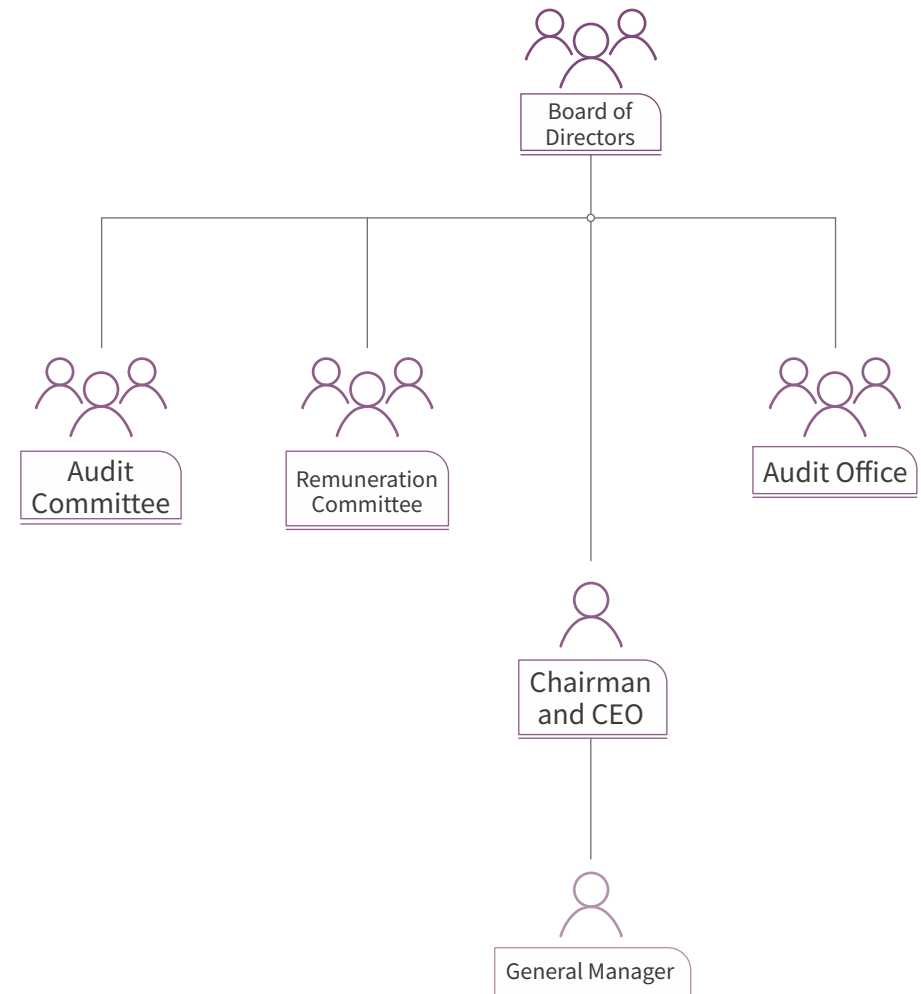 Board of
Directors
Audit
Committee
Remuneration
Committee
Audit Office
Chairman
and CEO
General Manager